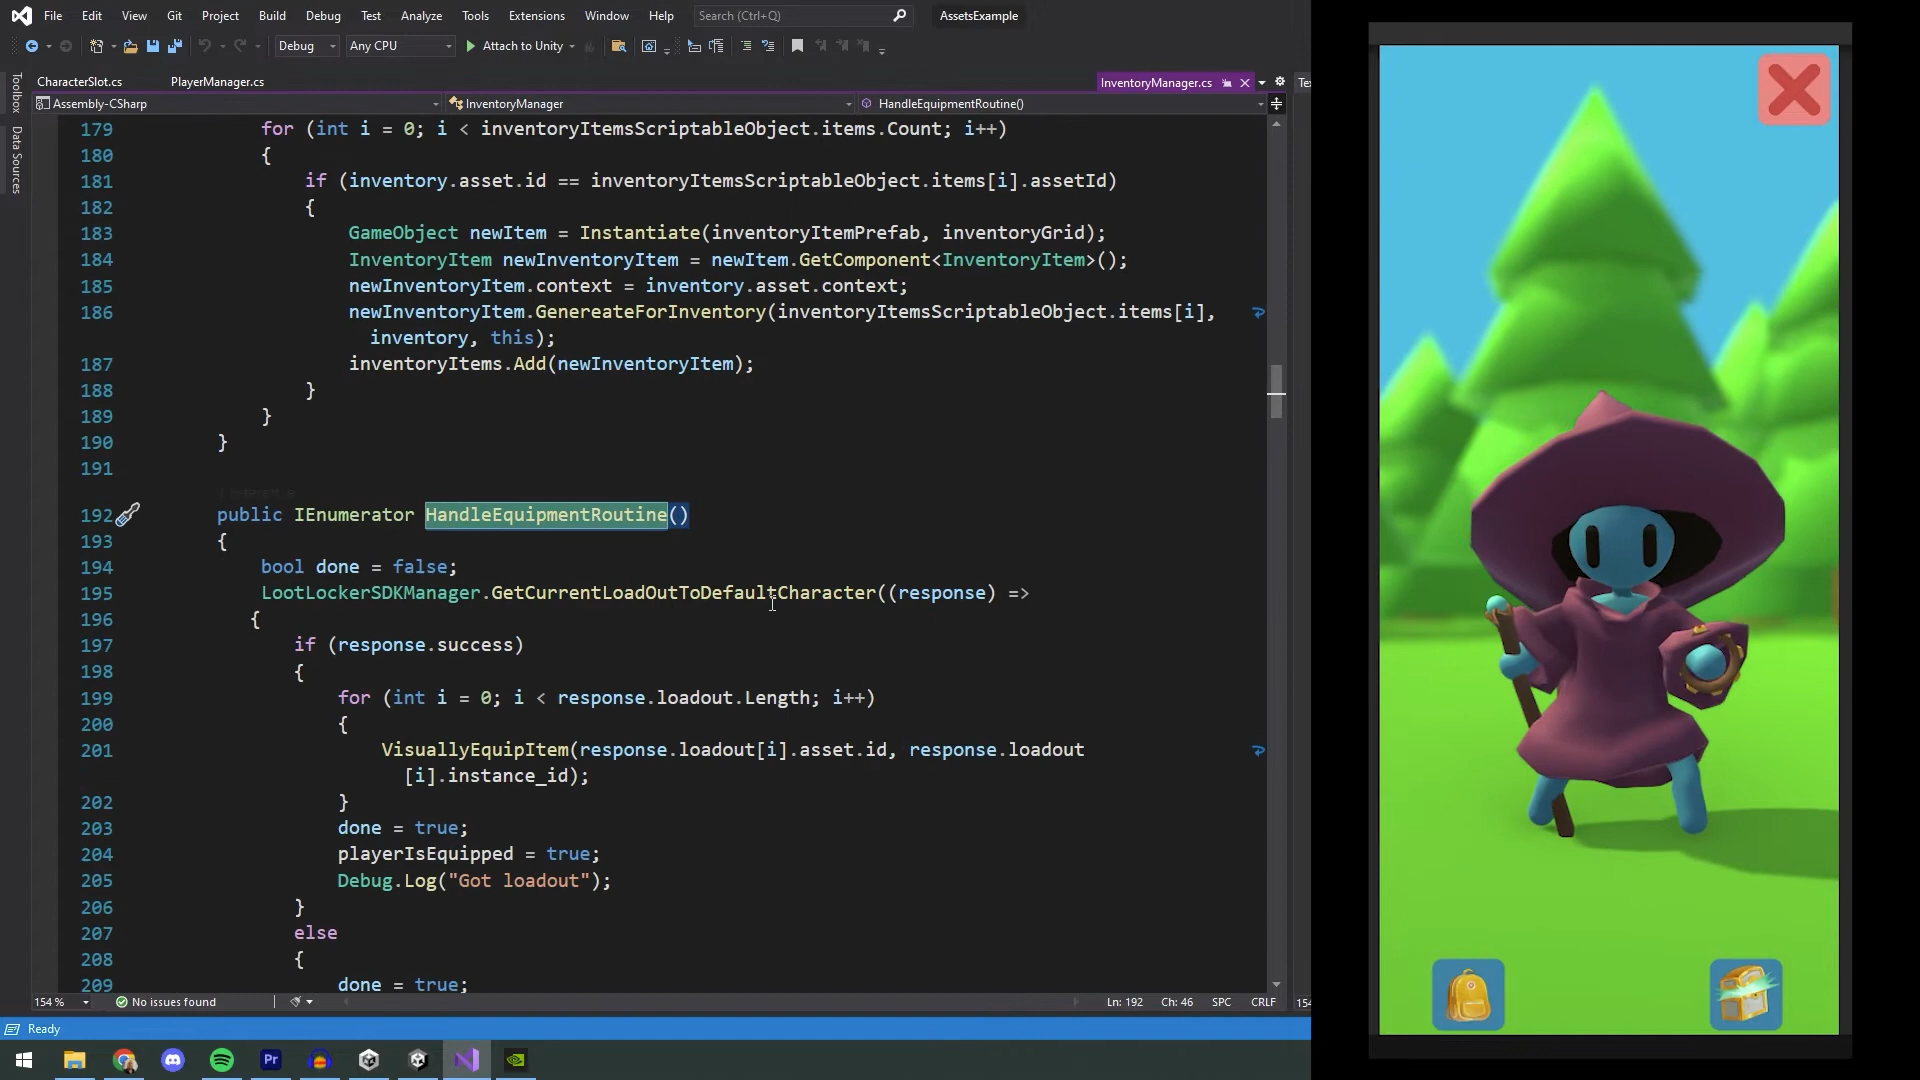 File Edit View Git Project Build Debug Test Analyze Tools Extensions Window Help Search (Ctrl+Q) AssetsExample
Debug Any CPU Attach to Unity
Toolbox
Data Sources
CharacterSlot.cs PlayerManager.cs InventoryManager.cs
Assembly-CSharp InventoryManager HandleEquipmentRoutine()
179 for (int i = 0; i < inventoryItemsScriptableObject.items.Count; i++)
180 {
181 if (inventory.asset.id == inventoryItemsScriptableObject.items[i].assetId)
182 {
183 GameObject newItem = Instantiate(inventoryItemPrefab, inventoryGrid);
184 InventoryItem newInventoryItem = newItem.GetComponent<InventoryItem>();
185 newInventoryItem.context = inventory.asset.context;
186 newInventoryItem.GenereateForInventory(inventoryItemsScriptableObject.items[i],
inventory, this);
187 inventoryItems.Add(newInventoryItem);
188 }
189 }
190 }
191
192 public IEnumerator HandleEquipmentRoutine()
193 {
194 bool done = false;
195 LootLockerSDKManager.GetCurrentLoadOutToDefaultCharacter((response) =>
196 {
197 if (response.success)
198 {
199 for (int i = 0; i < response.loadout.Length; i++)
200 {
201 VisuallyEquipItem(response.loadout[i].asset.id, response.loadout
[i].instance_id);
202 }
203 done = true;
204 playerIsEquipped = true;
205 Debug.Log("Got loadout");
206 }
207 else
208 {
209 done = true;
154 % No issues found Ln: 192 Ch: 46 SPC CRLF 154
Ready
Pr